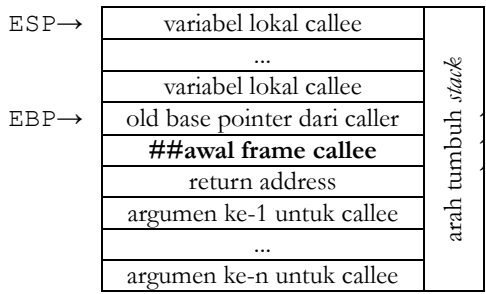 ESP→ variabel lokal callee
...
variabel lokal callee
EBP→ old base pointer dari caller
##awal frame callee
return address
argumen ke-1 untuk callee
...
argumen ke-n untuk callee
arah tumbuh stack